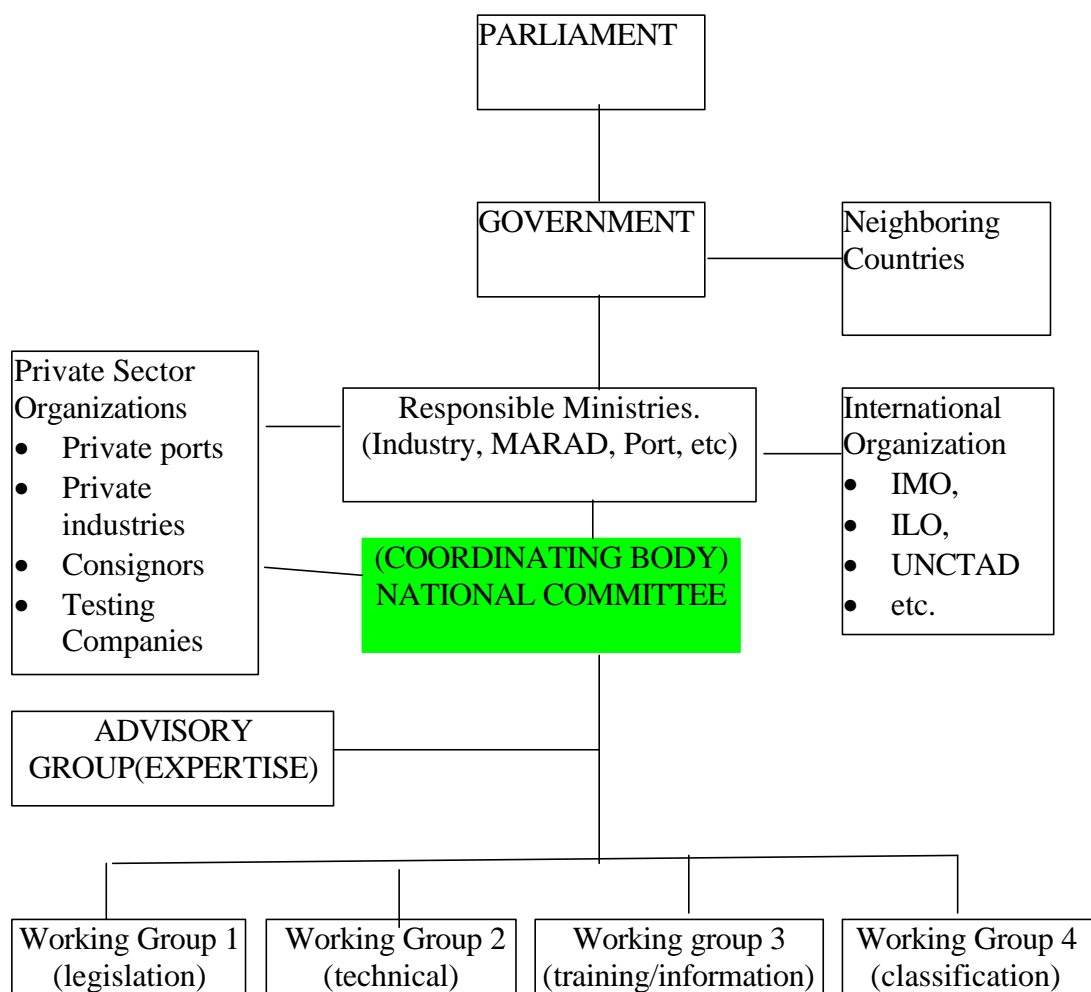 PARLIAMENT
GOVERNMENT
Neighboring
Countries
Private Sector
Organizations
• Private ports
• Private
industries
• Consignors
• Testing
Companies
Responsible Ministries.
(Industry, MARAD, Port, etc)
International
Organization
• IMO,
• ILO,
• UNCTAD
• etc.
(COORDINATING BODY)
NATIONAL COMMITTEE
ADVISORY
GROUP(EXPERTISE)
Working Group 1
(legislation)
Working Group 2
(technical)
Working group 3
(training/information)
Working Group 4
(classification)